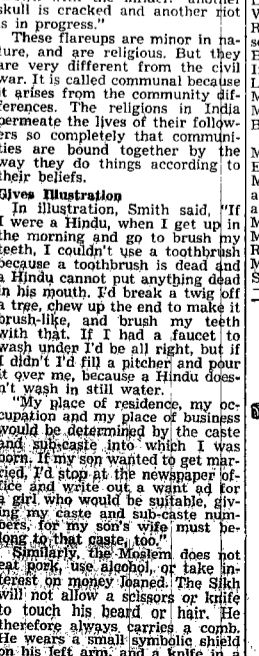 skull is cracked and another riot
is in progress."
These flareups are minor in na-
ture, and are religious. But they
are very different from the civil
war. It is called communal because
it arises from the community dif-
ferences. The religions in India
permeate the lives of their follow-
ers so completely that communi-
ties are bound together by the
way they do things according to
their beliefs.
Gives Illustration
In illustration, Smith said, "If
I were a Hindu, when I get up in
the morning and go to brush my
teeth, I couldn't use a toothbrush
because a toothbrush is dead and
a Hindu cannot put anything dead
in his mouth. I'd break a twig off
a tree, chew up the end to make it
brush-like, and brush my teeth
with that. If I had a faucet to
wash under I'd be all right, but if
I didn't I'd fill a pitcher and pour
it over me, because a Hindu does-
n't wash in still water.
"My place of residence, my oc-
cupation and my place of business
would be determined by the caste
and sub-caste into which I was
born. If my son wanted to get mar-
ried, I'd stop at the newspaper of-
fice and write out a want ad for
a girl who would be suitable, giv-
ing my caste and sub-caste num-
bers, for my son's wife must be-
long to that caste, too."
Similarly, the Moslem does not
eat pork, use alcohol, or take in-
terest on money loaned. The Sikh
will not allow a scissors or knife
to touch his beard or hair. He
therefore always carries a comb.
He wears a small symbolic shield
on his left arm, and a knife in a